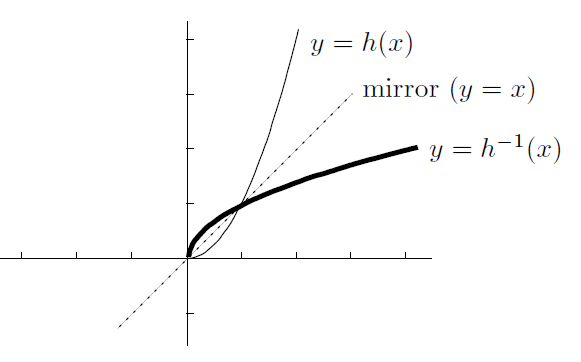 y = h(x)
mirror (y = x)
y = h⁻¹(x)